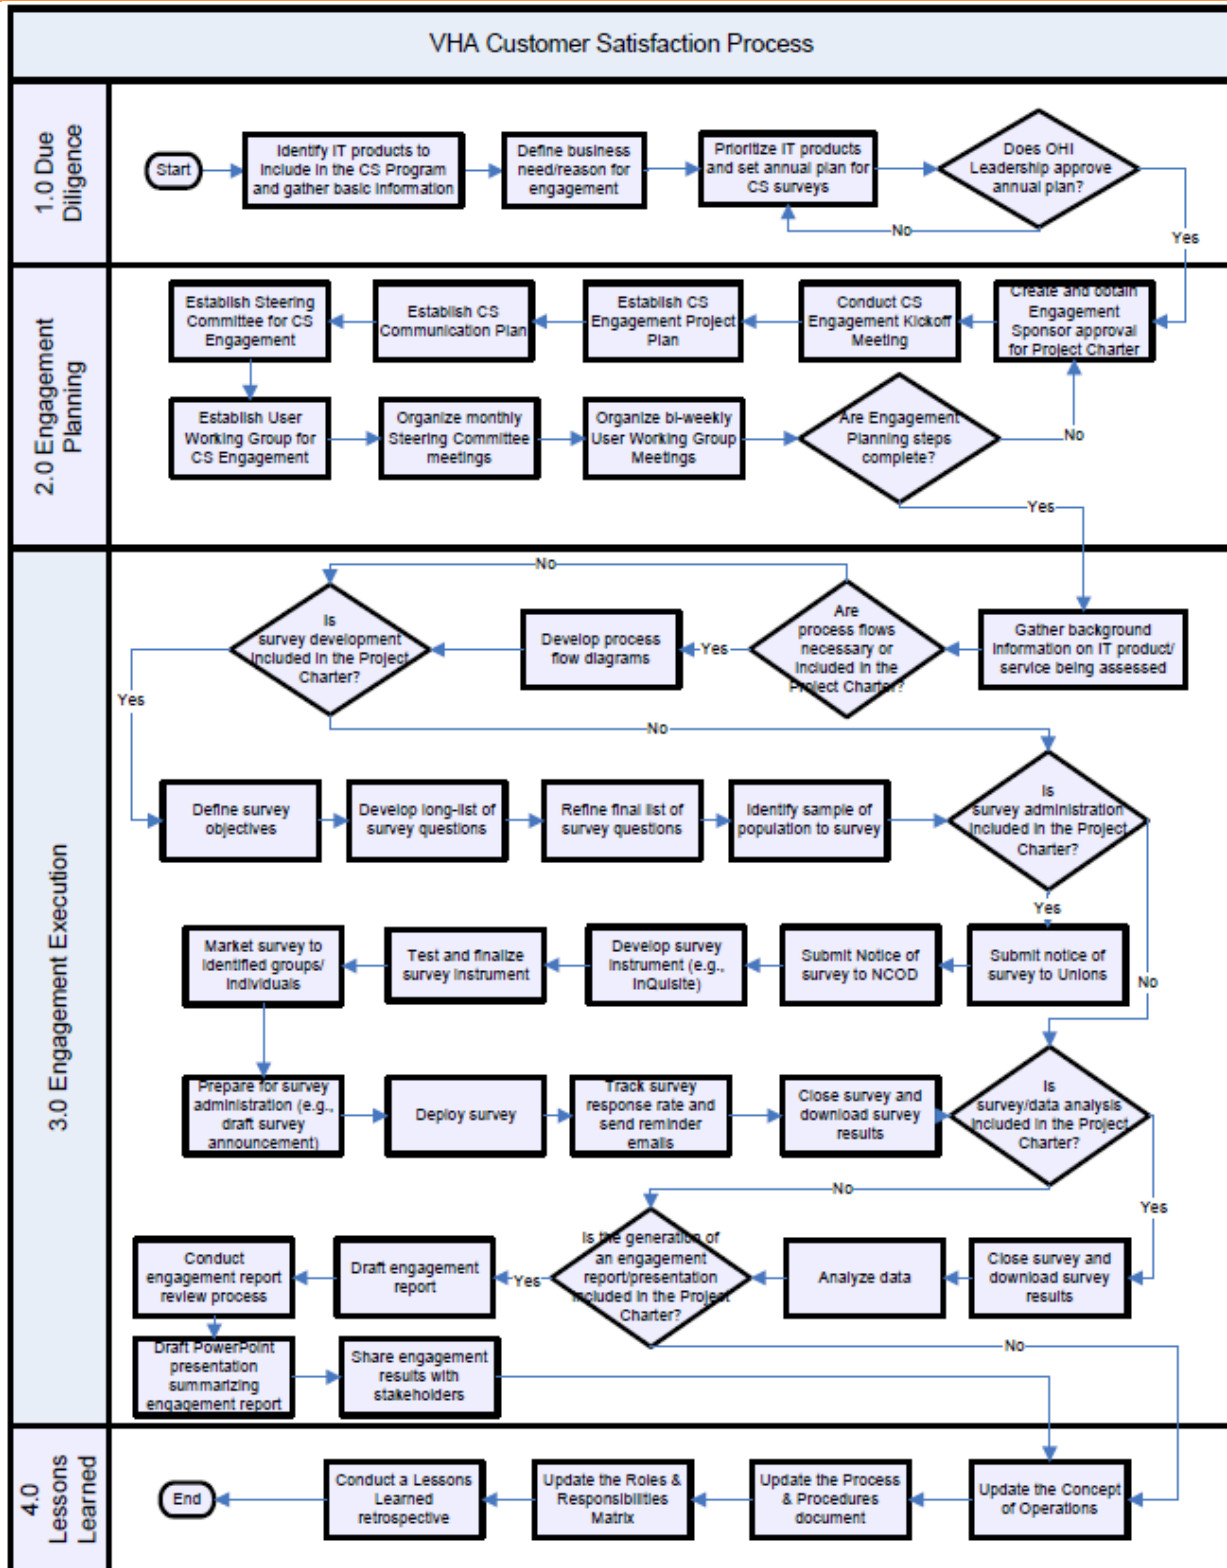 VHA Customer Satisfaction Process
1.0 Due
Diligence
Start
Identify IT products to
include in the CS Program
and gather basic information
Define business
need/reason for
engagement
Prioritize IT products
and set annual plan for
CS surveys
Does OHI
Leadership approve
annual plan?
No
Yes
2.0 Engagement
Planning
Establish Steering
Committee for CS
Engagement
Establish CS
Communication Plan
Establish CS
Engagement Project
Plan
Conduct CS
Engagement Kickoff
Meeting
Create and obtain
Engagement
Sponsor approval
for Project Charter
Establish User
Working Group for
CS Engagement
Organize monthly
Steering Committee
meetings
Organize bi-weekly
User Working Group
Meetings
Are Engagement
Planning steps
complete?
No
Yes
3.0 Engagement Execution
No
Is
survey development
included in the Project
Charter?
Develop process
flow diagrams
Yes
Are
process flows
necessary or
included in the
Project Charter?
Gather background
information on IT product/
service being assessed
Yes
No
Define survey
objectives
Develop long-list of
survey questions
Refine final list of
survey questions
Identify sample of
population to survey
Is
survey administration
included in the Project
Charter?
Yes
Market survey to
identified groups/
individuals
Test and finalize
survey instrument
Develop survey
instrument (e.g.,
InQuisite)
Submit Notice of
survey to NCOD
Submit notice of
survey to Unions
No
Prepare for survey
administration (e.g.,
draft survey
announcement)
Deploy survey
Track survey
response rate and
send reminder
emails
Close survey and
download survey
results
Is
survey/data analysis
included in the Project
Charter?
No
Yes
Conduct
engagement report
review process
Draft engagement
report
Yes
Is the generation of
an engagement
report/presentation
included in the Project
Charter?
Analyze data
Close survey and
download survey
results
No
Draft PowerPoint
presentation
summarizing
engagement report
Share engagement
results with
stakeholders
4.0
Lessons
Learned
End
Conduct a Lessons
Learned
retrospective
Update the Roles &
Responsibilities
Matrix
Update the Process
& Procedures
document
Update the Concept
of Operations